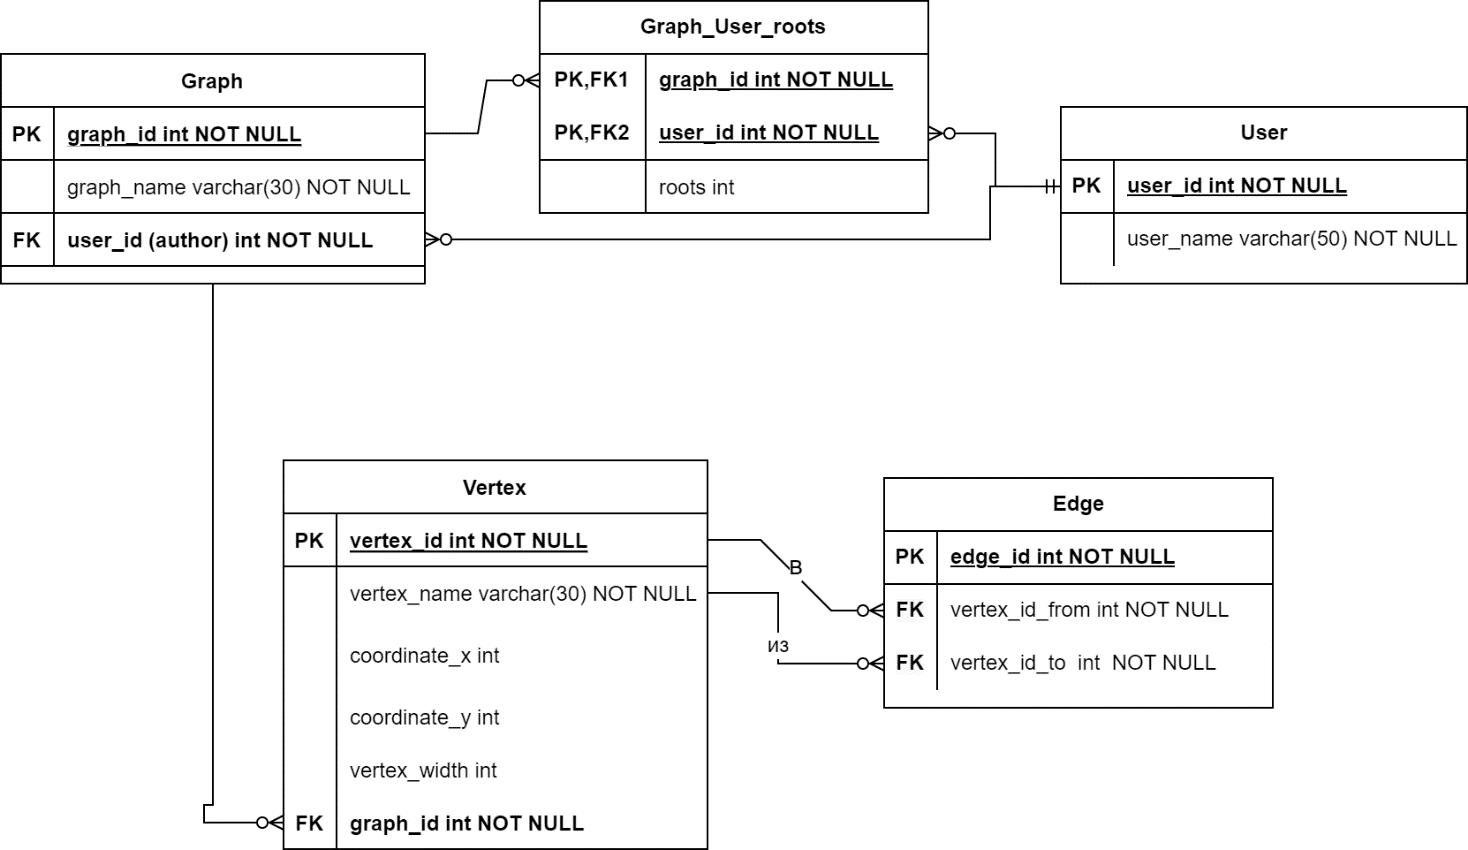 Graph_User_roots
PK,FK1 graph_id int NOT NULL
PK,FK2 user_id int NOT NULL
roots int
Graph
PK graph_id int NOT NULL
graph_name varchar(30) NOT NULL
FK user_id (author) int NOT NULL
User
PK user_id int NOT NULL
user_name varchar(50) NOT NULL
Vertex
PK vertex_id int NOT NULL
vertex_name varchar(30) NOT NULL
coordinate_x int
coordinate_y int
vertex_width int
FK graph_id int NOT NULL
В
из
Edge
PK edge_id int NOT NULL
FK vertex_id_from int NOT NULL
FK vertex_id_to int NOT NULL